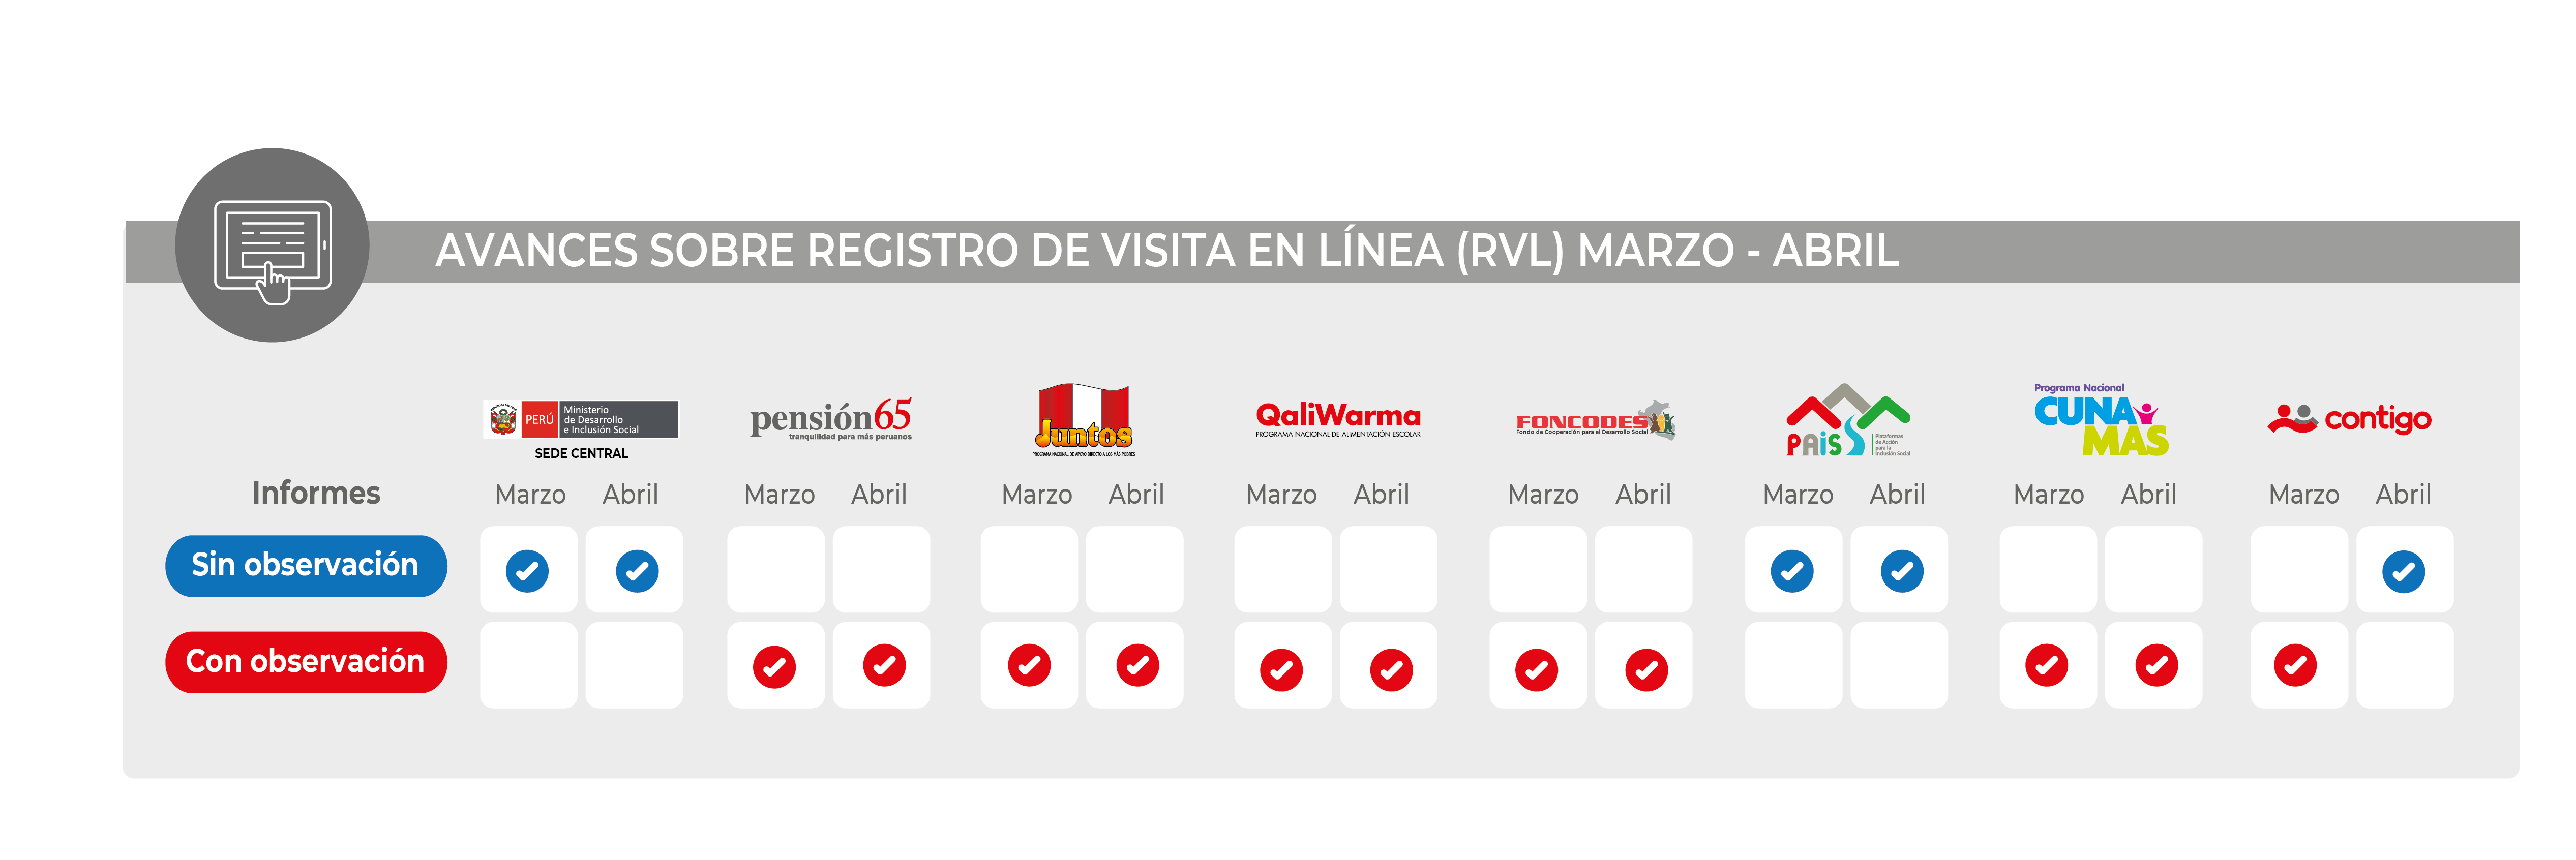 AVANCES SOBRE REGISTRO DE VISITA EN LÍNEA (RVL) MARZO - ABRIL
PERÚ
Ministerio
de Desarrollo
e Inclusión Social
SEDE CENTRAL
pensión65
tranquilidad para más peruanos
Juntos
PROGRAMA NACIONAL DE APOYO DIRECTO A LOS MÁS POBRES
QaliWarma
PROGRAMA NACIONAL DE ALIMENTACIÓN ESCOLAR
FONCODES
Fondo de Cooperación para el Desarrollo Social
PAIS
Plataformas
de Acción
para la
Inclusión Social
Programa Nacional
CUNA
MAS
contigo
Informes
Marzo Abril Marzo Abril Marzo Abril Marzo Abril Marzo Abril Marzo Abril Marzo Abril Marzo Abril
Sin observación
Con observación